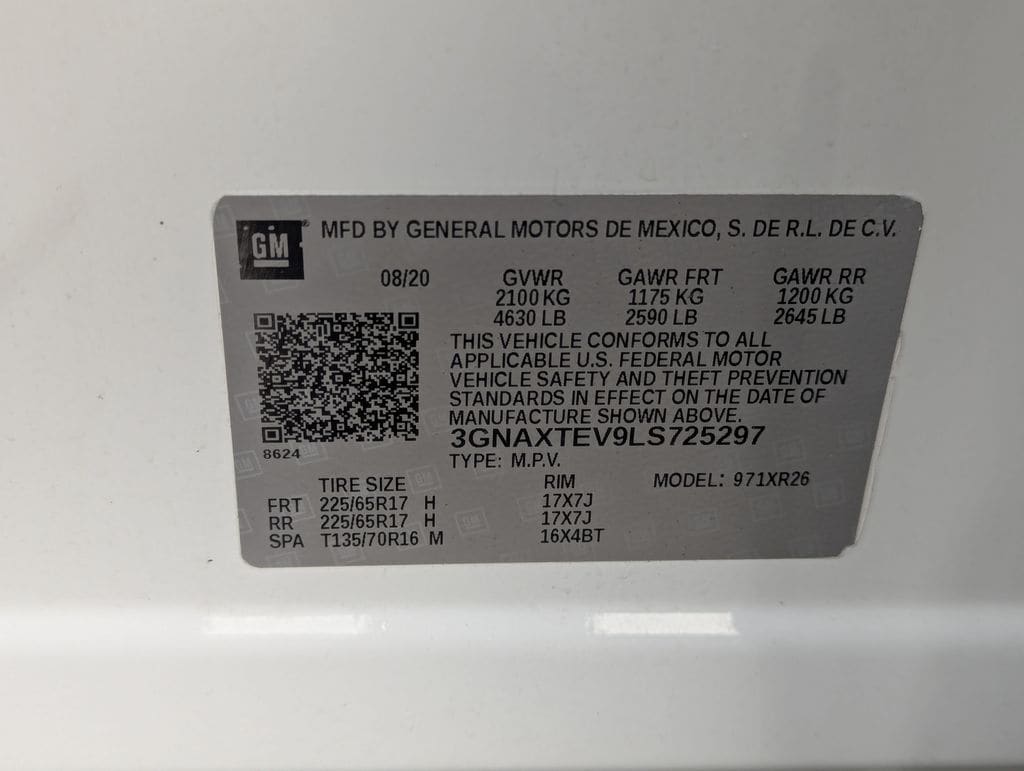 GM
MFD BY GENERAL MOTORS DE MEXICO, S. DE R.L. DE C.V.
08/20 GVWR GAWR FRT GAWR RR
2100 KG 1175 KG 1200 KG
4630 LB 2590 LB 2645 LB
THIS VEHICLE CONFORMS TO ALL
APPLICABLE U.S. FEDERAL MOTOR
VEHICLE SAFETY AND THEFT PREVENTION
STANDARDS IN EFFECT ON THE DATE OF
MANUFACTURE SHOWN ABOVE.
3GNAXTEV9LS725297
8624
TYPE: M.P.V.
TIRE SIZE RIM MODEL: 971XR26
FRT 225/65R17 H 17X7J
RR 225/65R17 H 17X7J
SPA T135/70R16 M 16X4BT